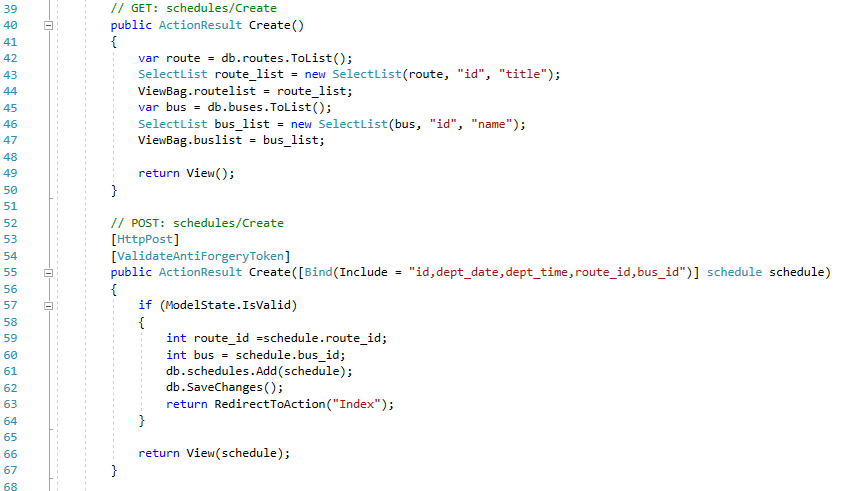 39 // GET: schedules/Create
40 public ActionResult Create()
41 {
42 var route = db.routes.ToList();
43 SelectList route_list = new SelectList(route, "id", "title");
44 ViewBag.routelist = route_list;
45 var bus = db.buses.ToList();
46 SelectList bus_list = new SelectList(bus, "id", "name");
47 ViewBag.buslist = bus_list;
48
49 return View();
50 }
51
52 // POST: schedules/Create
53 [HttpPost]
54 [ValidateAntiForgeryToken]
55 public ActionResult Create([Bind(Include = "id,dept_date,dept_time,route_id,bus_id")] schedule schedule)
56 {
57 if (ModelState.IsValid)
58 {
59 int route_id =schedule.route_id;
60 int bus = schedule.bus_id;
61 db.schedules.Add(schedule);
62 db.SaveChanges();
63 return RedirectToAction("Index");
64 }
65
66 return View(schedule);
67 }
68